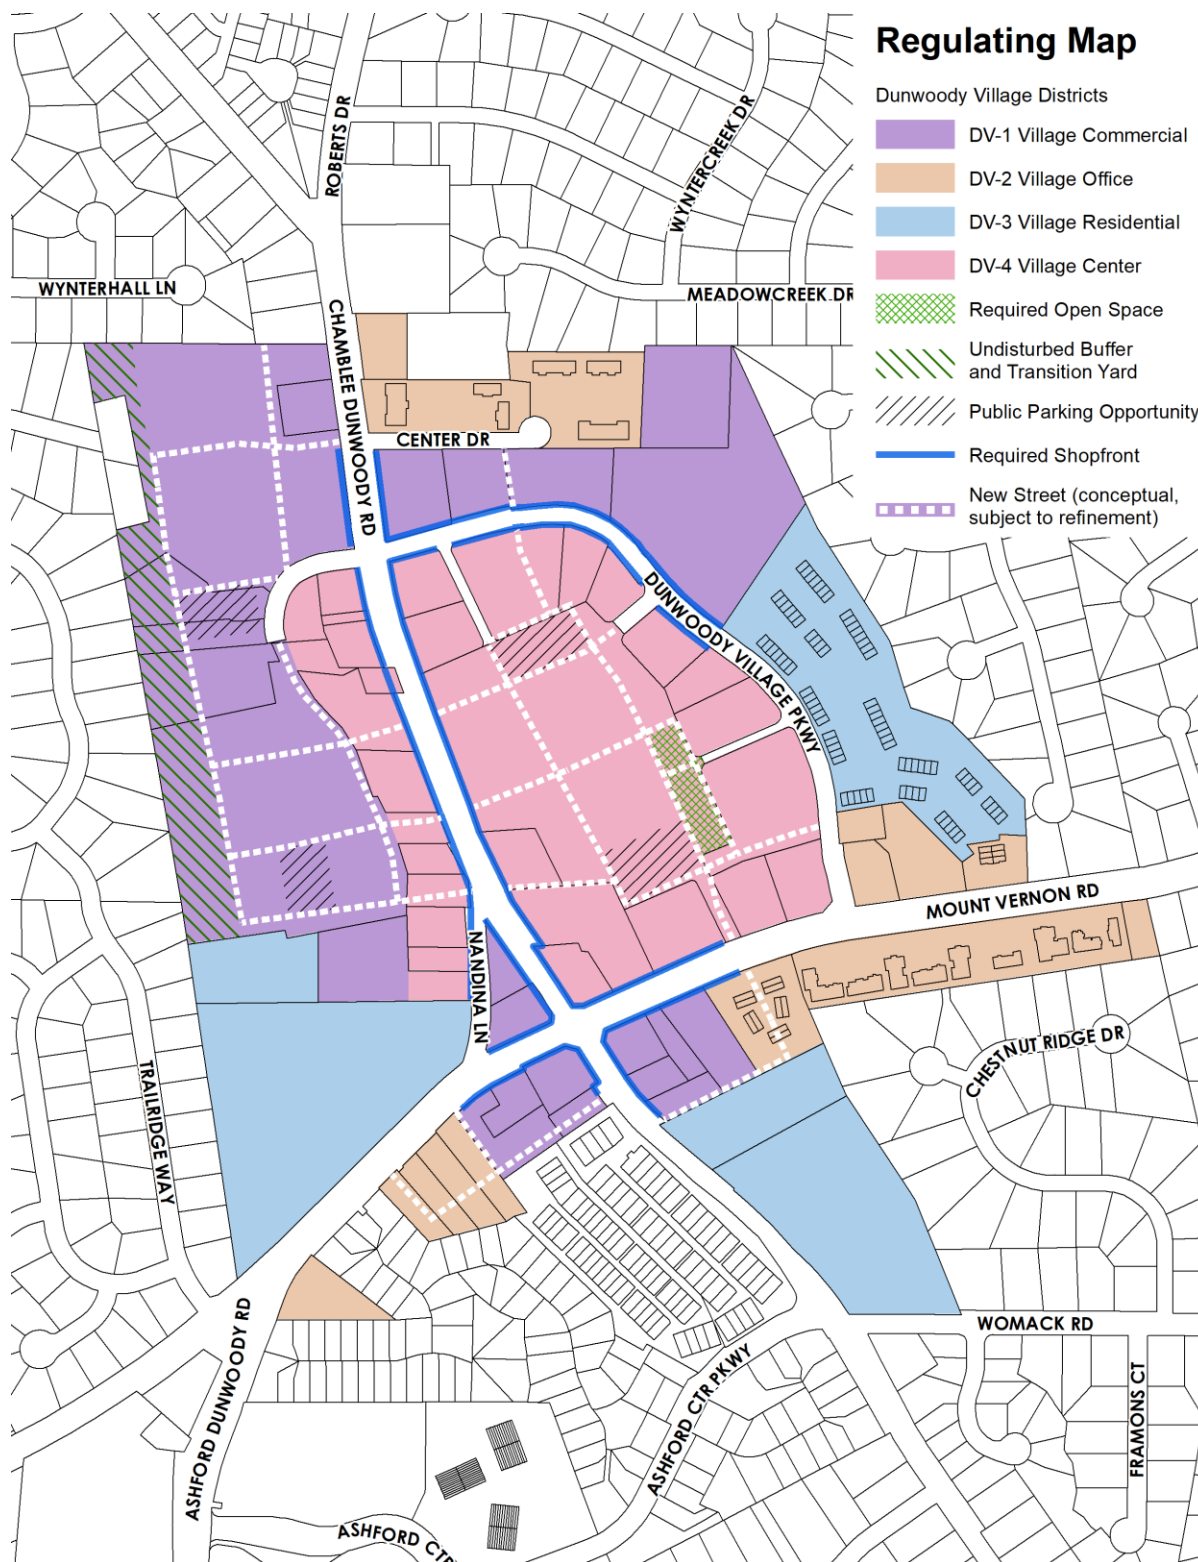 Regulating Map
Dunwoody Village Districts
DV-1 Village Commercial
DV-2 Village Office
DV-3 Village Residential
DV-4 Village Center
Required Open Space
Undisturbed Buffer
and Transition Yard
Public Parking Opportunity
Required Shopfront
New Street (conceptual,
subject to refinement)
ROBERTS DR
WYNTERCREEK DR
WYNTERHALL LN
MEADOWCREEK DR
CHAMBLEE DUNWOODY RD
CENTER DR
DUNWOODY VILLAGE PKWY
MOUNT VERNON RD
NANDINA LN
CHESTNUT RIDGE DR
TRAILRIDGE WAY
WOMACK RD
ASHFORD DUNWOODY RD
ASHFORD CTR PKWY
FRAMONS CT
ASHFORD CTR